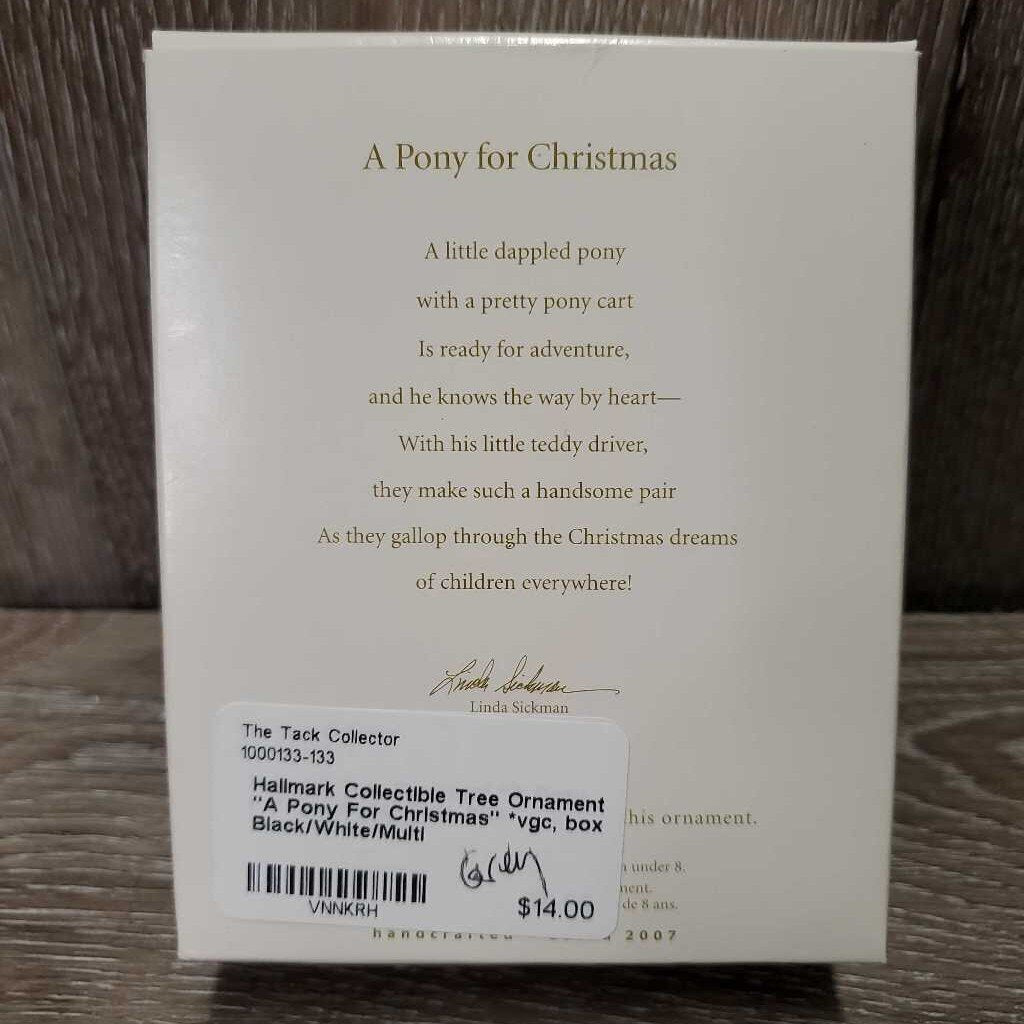 A Pony for Christmas
A little dappled pony
with a pretty pony cart
Is ready for adventure,
and he knows the way by heart—
With his little teddy driver,
they make such a handsome pair
As they gallop through the Christmas dreams
of children everywhere!
Linda Sickman
Linda Sickman
The Tack Collector
1000133-133
Hallmark Collectible Tree Ornament
"A Pony For Christmas" *vgc, box
Black/White/Multi
Grey
VNNKRH
$14.00
this ornament.
under 8.
de 8 ans.
handcrafted 2007